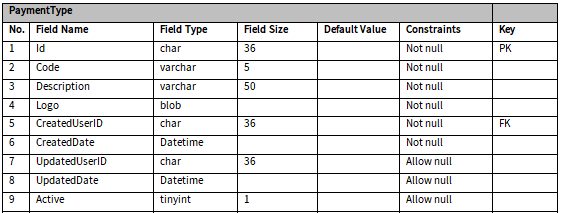 PaymentType
No. Field Name Field Type Field Size Default Value Constraints Key
1 Id char 36 Not null PK
2 Code varchar 5 Not null
3 Description varchar 50 Not null
4 Logo blob Not null
5 CreatedUserID char 36 Not null FK
6 CreatedDate Datetime Not null
7 UpdatedUserID char 36 Allow null
8 UpdatedDate Datetime Allow null
9 Active tinyint 1 Allow null